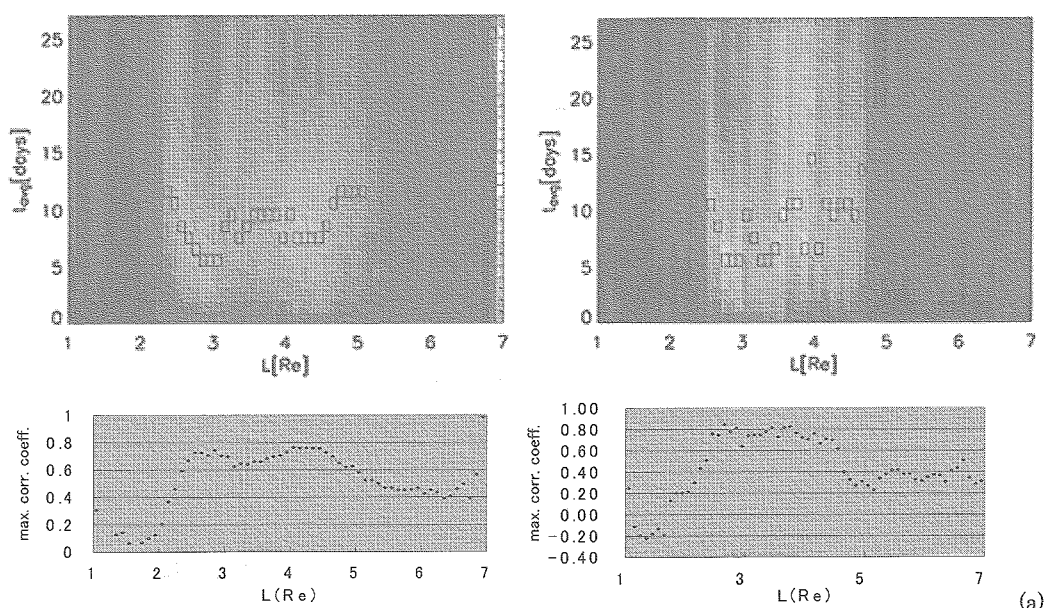 25
20
15
10
5
0
t_avg[days]
1 2 3 4 5 6 7
L[Re]
25
20
15
10
5
0
t_avg[days]
1 2 3 4 5 6 7
L[Re]
1
0.8
0.6
0.4
0.2
0
max. corr. coeff.
1 2 3 4 5 6 7
L(Re)
1.00
0.80
0.60
0.40
0.20
0.00
-0.20
-0.40
max. corr. coeff.
1 3 5 7
L(Re)
(a)